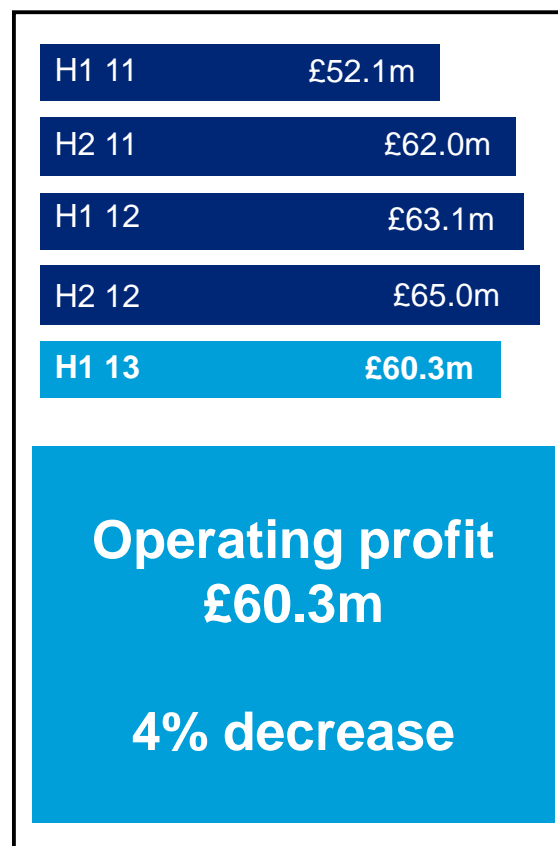 H1 11 £52.1m
H2 11 £62.0m
H1 12 £63.1m
H2 12 £65.0m
H1 13 £60.3m
Operating profit
£60.3m
4% decrease